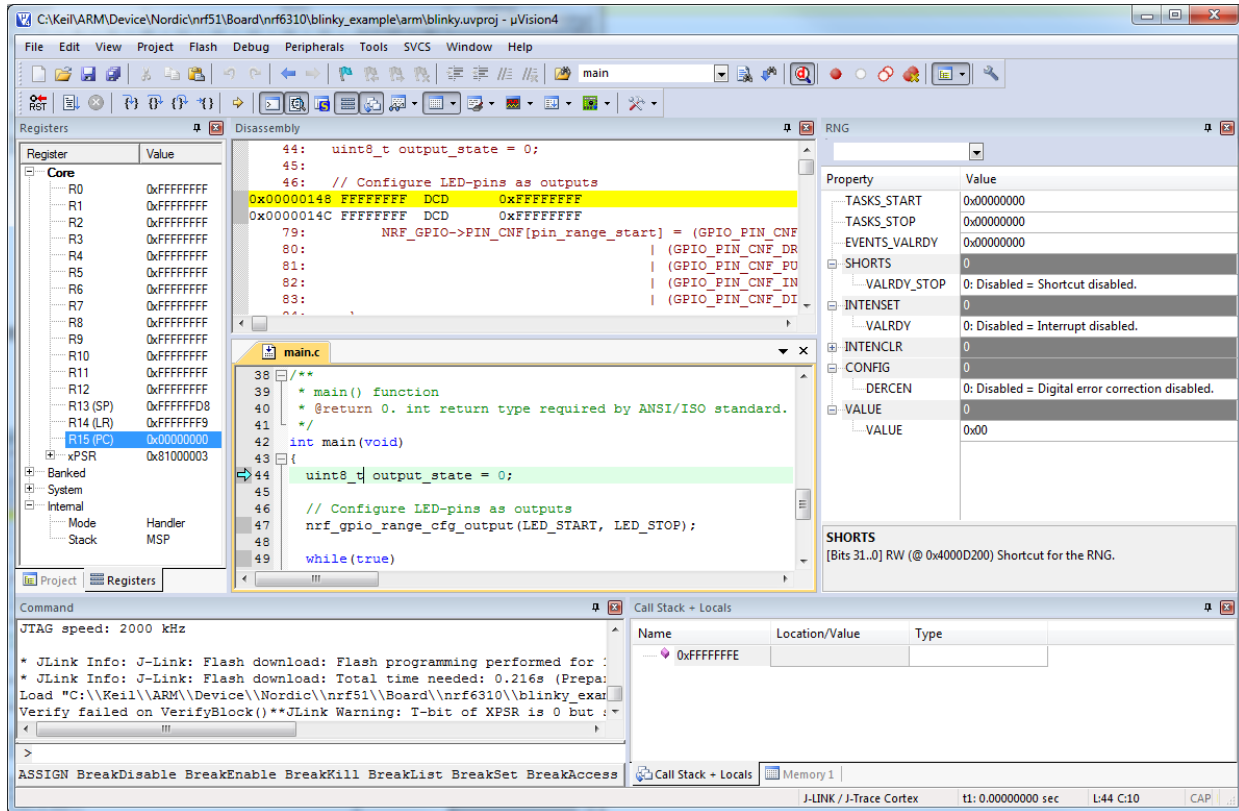 C:\Keil\ARM\Device\Nordic\nrf51\Board\nrf6310\blinky_example\arm\blinky.uvproj - µVision4
File Edit View Project Flash Debug Peripherals Tools SVCS Window Help
main
RST
Registers
Register Value
Core
R0 0xFFFFFFFF
R1 0xFFFFFFFF
R2 0xFFFFFFFF
R3 0xFFFFFFFF
R4 0xFFFFFFFF
R5 0xFFFFFFFF
R6 0xFFFFFFFF
R7 0xFFFFFFFF
R8 0xFFFFFFFF
R9 0xFFFFFFFF
R10 0xFFFFFFFF
R11 0xFFFFFFFF
R12 0xFFFFFFFF
R13 (SP) 0xFFFFFFD8
R14 (LR) 0xFFFFFFF9
R15 (PC) 0x00000000
xPSR 0x81000003
Banked
System
Internal
Mode Handler
Stack MSP
Project Registers
Disassembly
44: uint8_t output_state = 0;
45:
46: // Configure LED-pins as outputs
0x00000148 FFFFFFFF DCD 0xFFFFFFFF
0x0000014C FFFFFFFF DCD 0xFFFFFFFF
79: NRF_GPIO->PIN_CNF[pin_range_start] = (GPIO_PIN_CNF
80: | (GPIO_PIN_CNF_DR
81: | (GPIO_PIN_CNF_PU
82: | (GPIO_PIN_CNF_IN
83: | (GPIO_PIN_CNF_DI
main.c
38 /**
39 * main() function
40 * @return 0. int return type required by ANSI/ISO standard.
41 */
42 int main(void)
43 {
44 uint8_t output_state = 0;
45
46 // Configure LED-pins as outputs
47 nrf_gpio_range_cfg_output(LED_START, LED_STOP);
48
49 while(true)
RNG
Property Value
TASKS_START 0x00000000
TASKS_STOP 0x00000000
EVENTS_VALRDY 0x00000000
SHORTS 0
VALRDY_STOP 0: Disabled = Shortcut disabled.
INTENSET 0
VALRDY 0: Disabled = Interrupt disabled.
INTENCLR 0
CONFIG 0
DERCEN 0: Disabled = Digital error correction disabled.
VALUE 0
VALUE 0x00
SHORTS
[Bits 31..0] RW (@ 0x4000D200) Shortcut for the RNG.
Command
JTAG speed: 2000 kHz
* JLink Info: J-Link: Flash download: Flash programming performed for
* JLink Info: J-Link: Flash download: Total time needed: 0.216s (Prepa
Load "C:\\Keil\\ARM\\Device\\Nordic\\nrf51\\Board\\nrf6310\\blinky_exa
Verify failed on VerifyBlock()**JLink Warning: T-bit of XPSR is 0 but
>
ASSIGN BreakDisable BreakEnable BreakKill BreakList BreakSet BreakAccess
Call Stack + Locals
Name Location/Value Type
0xFFFFFFFE
Call Stack + Locals Memory 1
J-LINK / J-Trace Cortex t1: 0.00000000 sec L:44 C:10 CAP